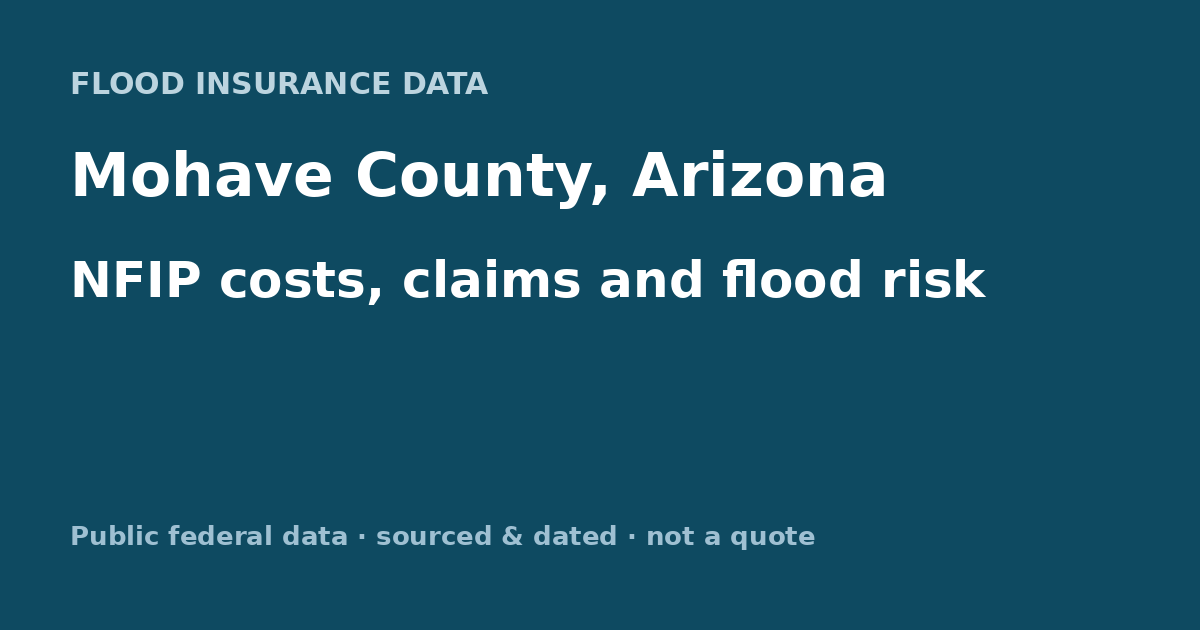 FLOOD INSURANCE DATA
Mohave County, Arizona
NFIP costs, claims and flood risk
Public federal data · sourced & dated · not a quote